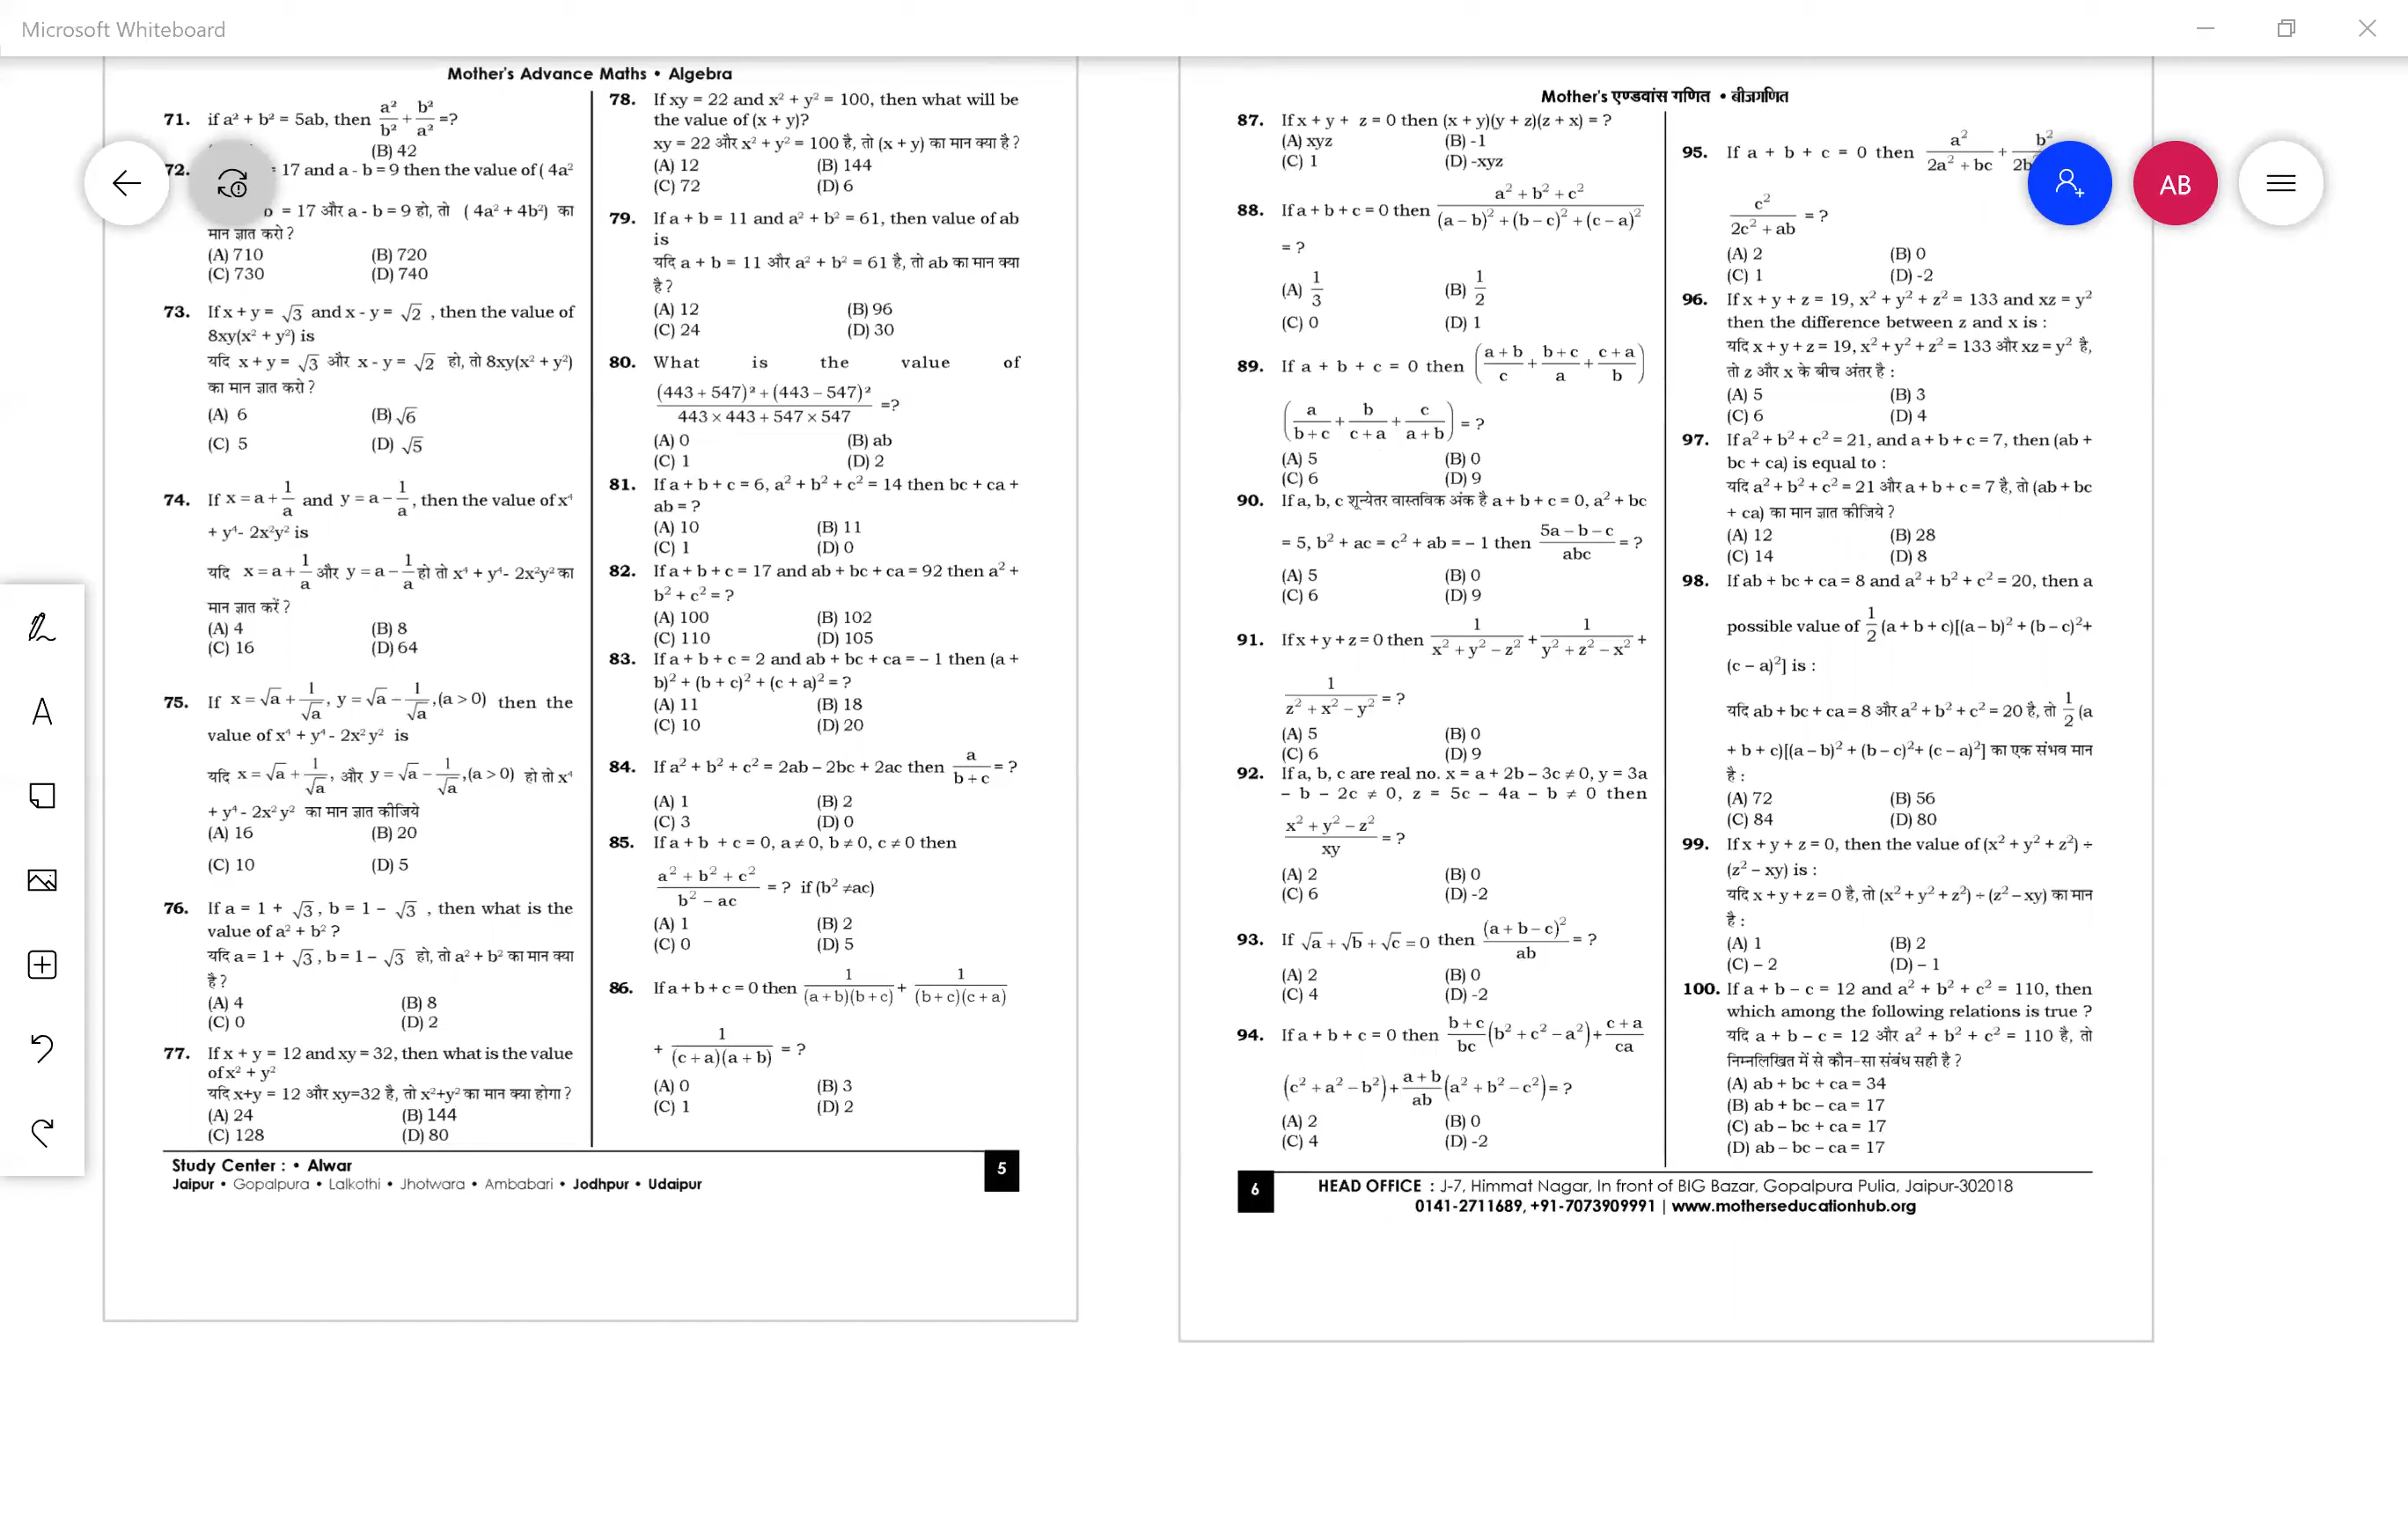 Microsoft Whiteboard
Mother's Advance Maths • Algebra
71. if a² + b² = 5ab, then a²/b² + b²/a² =?
(B) 42
72. = 17 and a - b = 9 then the value of ( 4a²
b = 17 और a - b = 9 हो, तो ( 4a² + 4b²) का
मान ज्ञात करो ?
(A) 710 (B) 720
(C) 730 (D) 740
73. If x + y = √3 and x - y = √2 , then the value of
8xy(x² + y²) is
यदि x + y = √3 और x - y = √2 हो, तो 8xy(x² + y²)
का मान ज्ञात करो ?
(A) 6 (B) √6
(C) 5 (D) √5
74. If x = a + 1/a and y = a − 1/a , then the value of x⁴
+ y⁴- 2x²y² is
यदि x = a + 1/a और y = a − 1/a हो तो x⁴ + y⁴- 2x²y² का
मान ज्ञात करें ?
(A) 4 (B) 8
(C) 16 (D) 64
75. If x = √a + 1/√a , y = √a − 1/√a ,(a > 0) then the
value of x⁴ + y⁴ - 2x² y² is
यदि x = √a + 1/√a , और y = √a − 1/√a ,(a > 0) हो तो x⁴
+ y⁴ - 2x² y² का मान ज्ञात कीजिये
(A) 16 (B) 20
(C) 10 (D) 5
76. If a = 1 + √3 , b = 1 − √3 , then what is the
value of a² + b² ?
यदि a = 1 + √3 , b = 1 − √3 हो, तो a² + b² का मान क्या
है ?
(A) 4 (B) 8
(C) 0 (D) 2
77. If x + y = 12 and xy = 32, then what is the value
of x² + y²
यदि x+y = 12 और xy=32 है, तो x²+y² का मान क्या होगा ?
(A) 24 (B) 144
(C) 128 (D) 80
78. If xy = 22 and x² + y² = 100, then what will be
the value of (x + y)?
xy = 22 और x² + y² = 100 है, तो (x + y) का मान क्या है ?
(A) 12 (B) 144
(C) 72 (D) 6
79. If a + b = 11 and a² + b² = 61, then value of ab
is
यदि a + b = 11 और a² + b² = 61 है, तो ab का मान क्या
है ?
(A) 12 (B) 96
(C) 24 (D) 30
80. What is the value of
(443 + 547)² + (443 − 547)² / 443 × 443 + 547 × 547 =?
(A) 0 (B) ab
(C) 1 (D) 2
81. If a + b + c = 6, a² + b² + c² = 14 then bc + ca +
ab = ?
(A) 10 (B) 11
(C) 1 (D) 0
82. If a + b + c = 17 and ab + bc + ca = 92 then a² +
b² + c² = ?
(A) 100 (B) 102
(C) 110 (D) 105
83. If a + b + c = 2 and ab + bc + ca = − 1 then (a +
b)² + (b + c)² + (c + a)² = ?
(A) 11 (B) 18
(C) 10 (D) 20
84. If a² + b² + c² = 2ab – 2bc + 2ac then a/b + c = ?
(A) 1 (B) 2
(C) 3 (D) 0
85. If a + b + c = 0, a ≠ 0, b ≠ 0, c ≠ 0 then
a² + b² + c² / b² − ac = ? if (b² ≠ac)
(A) 1 (B) 2
(C) 0 (D) 5
86. If a + b + c = 0 then 1/(a + b)(b + c) + 1/(b + c)(c + a)
+ 1/(c + a)(a + b) = ?
(A) 0 (B) 3
(C) 1 (D) 2
Study Center : • Alwar
Jaipur • Gopalpura • Lalkothi • Jhotwara • Ambabari • Jodhpur • Udaipur
5
Mother's एण्डवांस गणित • बीजगणित
87. If x + y + z = 0 then (x + y)(y + z)(z + x) = ?
(A) xyz (B) -1
(C) 1 (D) -xyz
88. If a + b + c = 0 then a² + b² + c² / (a − b)² + (b − c)² + (c − a)²
= ?
(A) 1/3 (B) 1/2
(C) 0 (D) 1
89. If a + b + c = 0 then (a + b/c + b + c/a + c + a/b)
(a/b + c + b/c + a + c/a + b) = ?
(A) 5 (B) 0
(C) 6 (D) 9
90. If a, b, c शून्येतर वास्तविक अंक है a + b + c = 0, a² + bc
= 5, b² + ac = c² + ab = – 1 then 5a − b − c / abc = ?
(A) 5 (B) 0
(C) 6 (D) 9
91. If x + y + z = 0 then 1/x² + y² − z² + 1/y² + z² − x² +
1/z² + x² − y² = ?
(A) 5 (B) 0
(C) 6 (D) 9
92. If a, b, c are real no. x = a + 2b – 3c ≠ 0, y = 3a
– b – 2c ≠ 0, z = 5c – 4a – b ≠ 0 then
x² + y² − z² / xy = ?
(A) 2 (B) 0
(C) 6 (D) -2
93. If √a + √b + √c = 0 then (a + b − c)² / ab = ?
(A) 2 (B) 0
(C) 4 (D) -2
94. If a + b + c = 0 then b + c/bc (b² + c² − a²) + c + a/ca
(c² + a² − b²) + a + b/ab (a² + b² − c²) = ?
(A) 2 (B) 0
(C) 4 (D) -2
95. If a + b + c = 0 then a²/2a² + bc + b²/2b
c²/2c² + ab = ?
(A) 2 (B) 0
(C) 1 (D) -2
96. If x + y + z = 19, x² + y² + z² = 133 and xz = y²
then the difference between z and x is :
यदि x + y + z = 19, x² + y² + z² = 133 और xz = y² है,
तो z और x के बीच अंतर है :
(A) 5 (B) 3
(C) 6 (D) 4
97. If a² + b² + c² = 21, and a + b + c = 7, then (ab +
bc + ca) is equal to :
यदि a² + b² + c² = 21 और a + b + c = 7 है, तो (ab + bc
+ ca) का मान ज्ञात कीजिये ?
(A) 12 (B) 28
(C) 14 (D) 8
98. If ab + bc + ca = 8 and a² + b² + c² = 20, then a
possible value of 1/2 (a + b + c)[(a – b)² + (b – c)²+
(c – a)²] is :
यदि ab + bc + ca = 8 और a² + b² + c² = 20 है, तो 1/2 (a
+ b + c)[(a – b)² + (b – c)²+ (c – a)²] का एक संभव मान
है :
(A) 72 (B) 56
(C) 84 (D) 80
99. If x + y + z = 0, then the value of (x² + y² + z²) ÷
(z² – xy) is :
यदि x + y + z = 0 है, तो (x² + y² + z²) ÷ (z² – xy) का मान
है :
(A) 1 (B) 2
(C) – 2 (D) – 1
100. If a + b – c = 12 and a² + b² + c² = 110, then
which among the following relations is true ?
यदि a + b – c = 12 और a² + b² + c² = 110 है, तो
निम्नलिखित में से कौन-सा संबंध सही है ?
(A) ab + bc + ca = 34
(B) ab + bc – ca = 17
(C) ab – bc + ca = 17
(D) ab – bc – ca = 17
6
HEAD OFFICE : J-7, Himmat Nagar, In front of BIG Bazar, Gopalpura Pulia, Jaipur-302018
0141-2711689, +91-7073909991 | www.motherseducationhub.org
AB
A